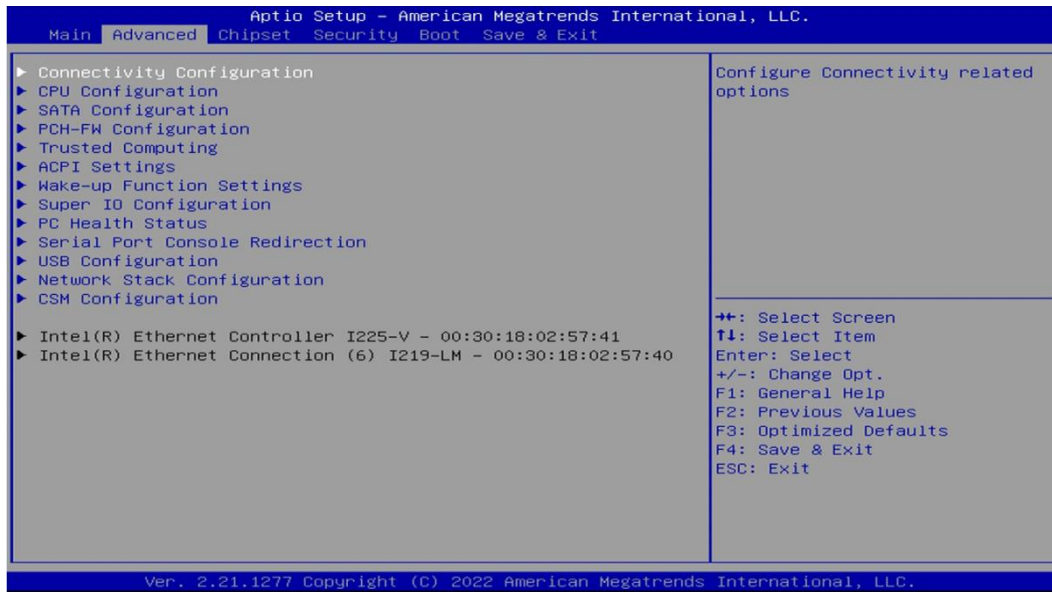 Aptio Setup – American Megatrends International, LLC.
Main Advanced Chipset Security Boot Save & Exit
▶ Connectivity Configuration
▶ CPU Configuration
▶ SATA Configuration
▶ PCH-FW Configuration
▶ Trusted Computing
▶ ACPI Settings
▶ Wake-up Function Settings
▶ Super IO Configuration
▶ PC Health Status
▶ Serial Port Console Redirection
▶ USB Configuration
▶ Network Stack Configuration
▶ CSM Configuration
▶ Intel(R) Ethernet Controller I225-V – 00:30:18:02:57:41
▶ Intel(R) Ethernet Connection (6) I219-LM – 00:30:18:02:57:40
Configure Connectivity related
options
→←: Select Screen
↑↓: Select Item
Enter: Select
+/-: Change Opt.
F1: General Help
F2: Previous Values
F3: Optimized Defaults
F4: Save & Exit
ESC: Exit
Ver. 2.21.1277 Copyright (C) 2022 American Megatrends International, LLC.